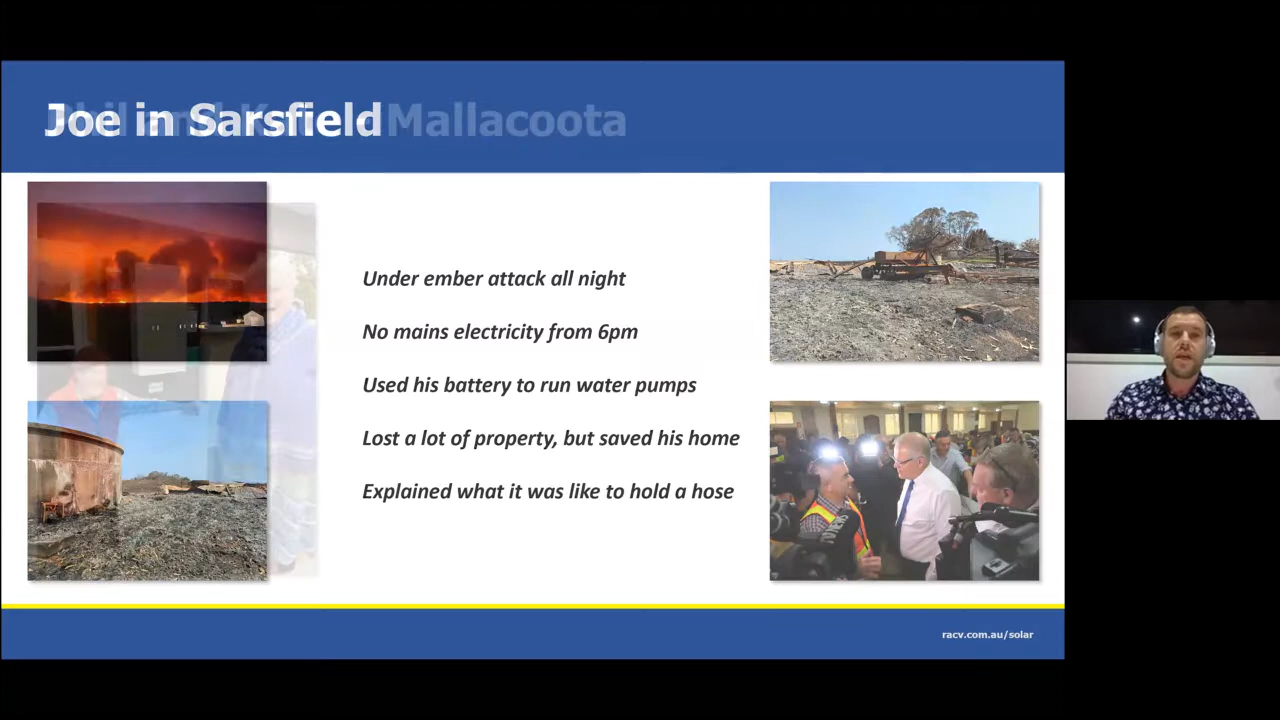 Joe in Sarsfield
Mallacoota
Under ember attack all night
No mains electricity from 6pm
Used his battery to run water pumps
Lost a lot of property, but saved his home
Explained what it was like to hold a hose
racv.com.au/solar